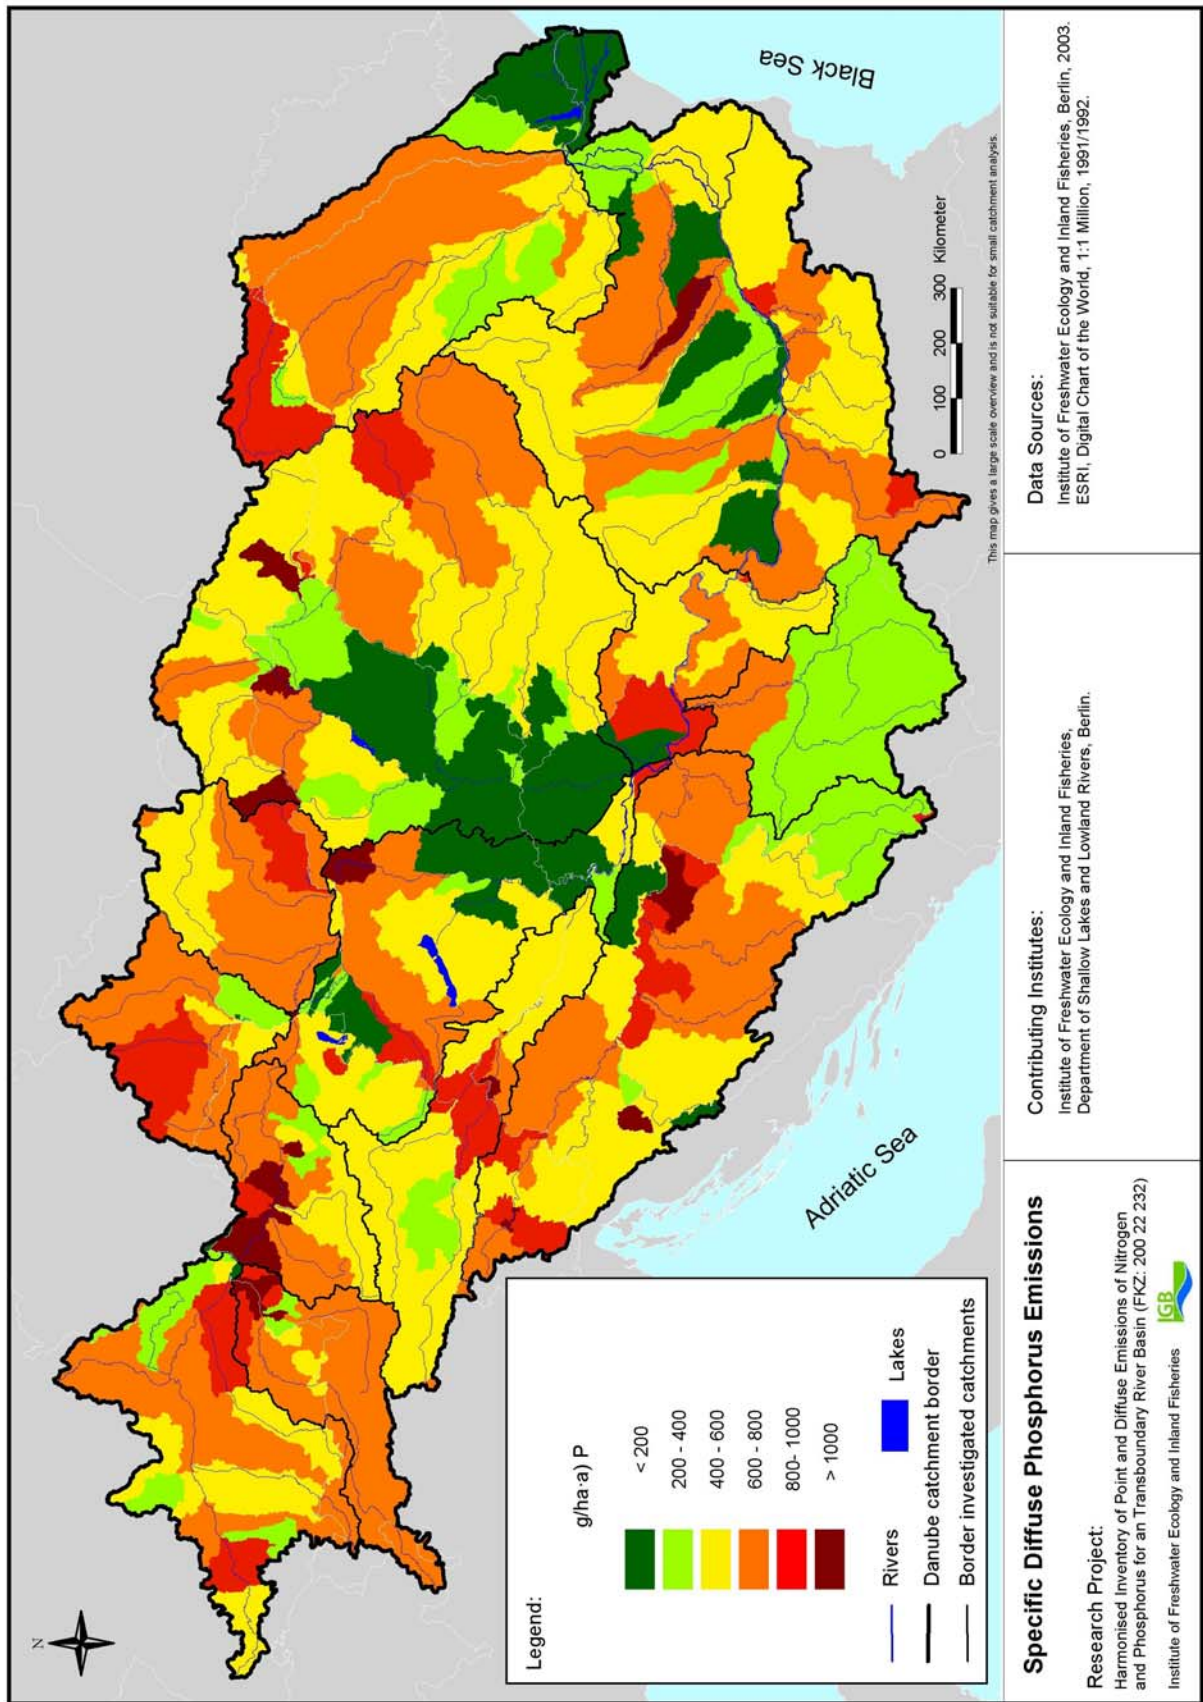 N
Black Sea
Adriatic Sea
Legend:
g/ha·a) P
< 200
200 - 400
400 - 600
600 - 800
800- 1000
> 1000
Lakes
Rivers
Danube catchment border
Border investigated catchments
0 100 200 300 Kilometer
This map gives a large scale overview and is not suitable for small catchment analysis.
Specific Diffuse Phosphorus Emissions
Research Project:
Harmonised Inventory of Point and Diffuse Emissions of Nitrogen
and Phosphorus for an Transboundary River Basin (FKZ: 200 22 232)
Institute of Freshwater Ecology and Inland Fisheries
IGB
Contributing Institutes:
Institute of Freshwater Ecology and Inland Fisheries,
Department of Shallow Lakes and Lowland Rivers, Berlin.
Data Sources:
Institute of Freshwater Ecology and Inland Fisheries, Berlin, 2003.
ESRI, Digital Chart of the World, 1:1 Million, 1991/1992.